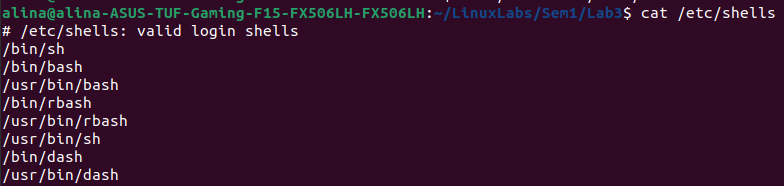 alina@alina-ASUS-TUF-Gaming-F15-FX506LH-FX506LH:~/LinuxLabs/Sem1/Lab3$ cat /etc/shells
# /etc/shells: valid login shells
/bin/sh
/bin/bash
/usr/bin/bash
/bin/rbash
/usr/bin/rbash
/usr/bin/sh
/bin/dash
/usr/bin/dash